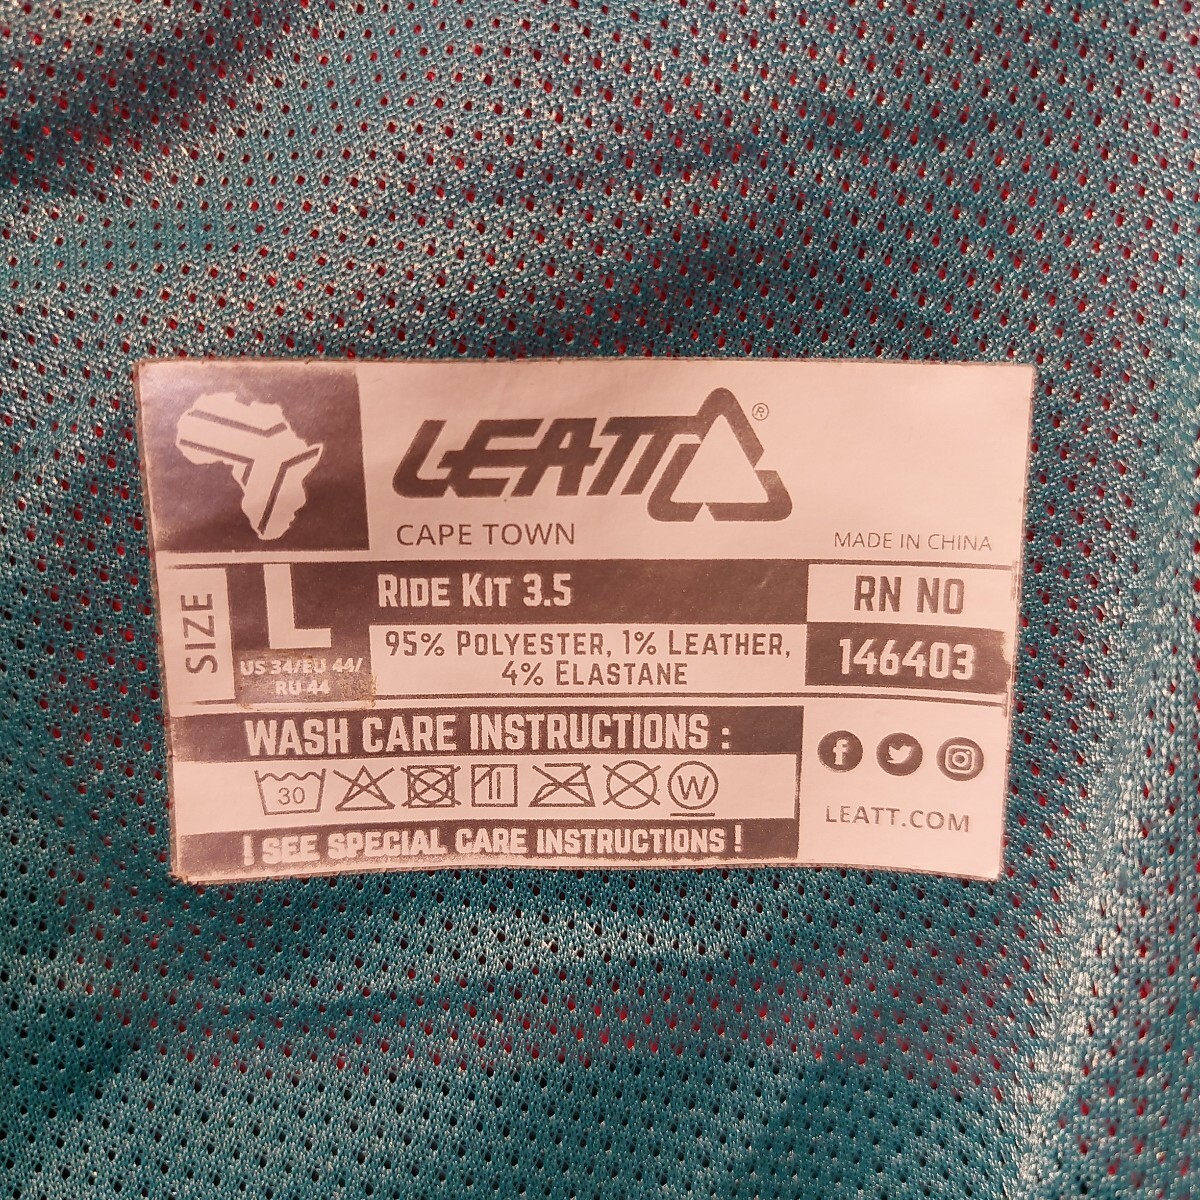 LEATT®
CAPE TOWN
MADE IN CHINA
SIZE
L
US 34/EU 44/
RU 44
RIDE KIT 3.5
95% POLYESTER, 1% LEATHER,
4% ELASTANE
RN NO
146403
WASH CARE INSTRUCTIONS :
30
W
! SEE SPECIAL CARE INSTRUCTIONS !
LEATT.COM